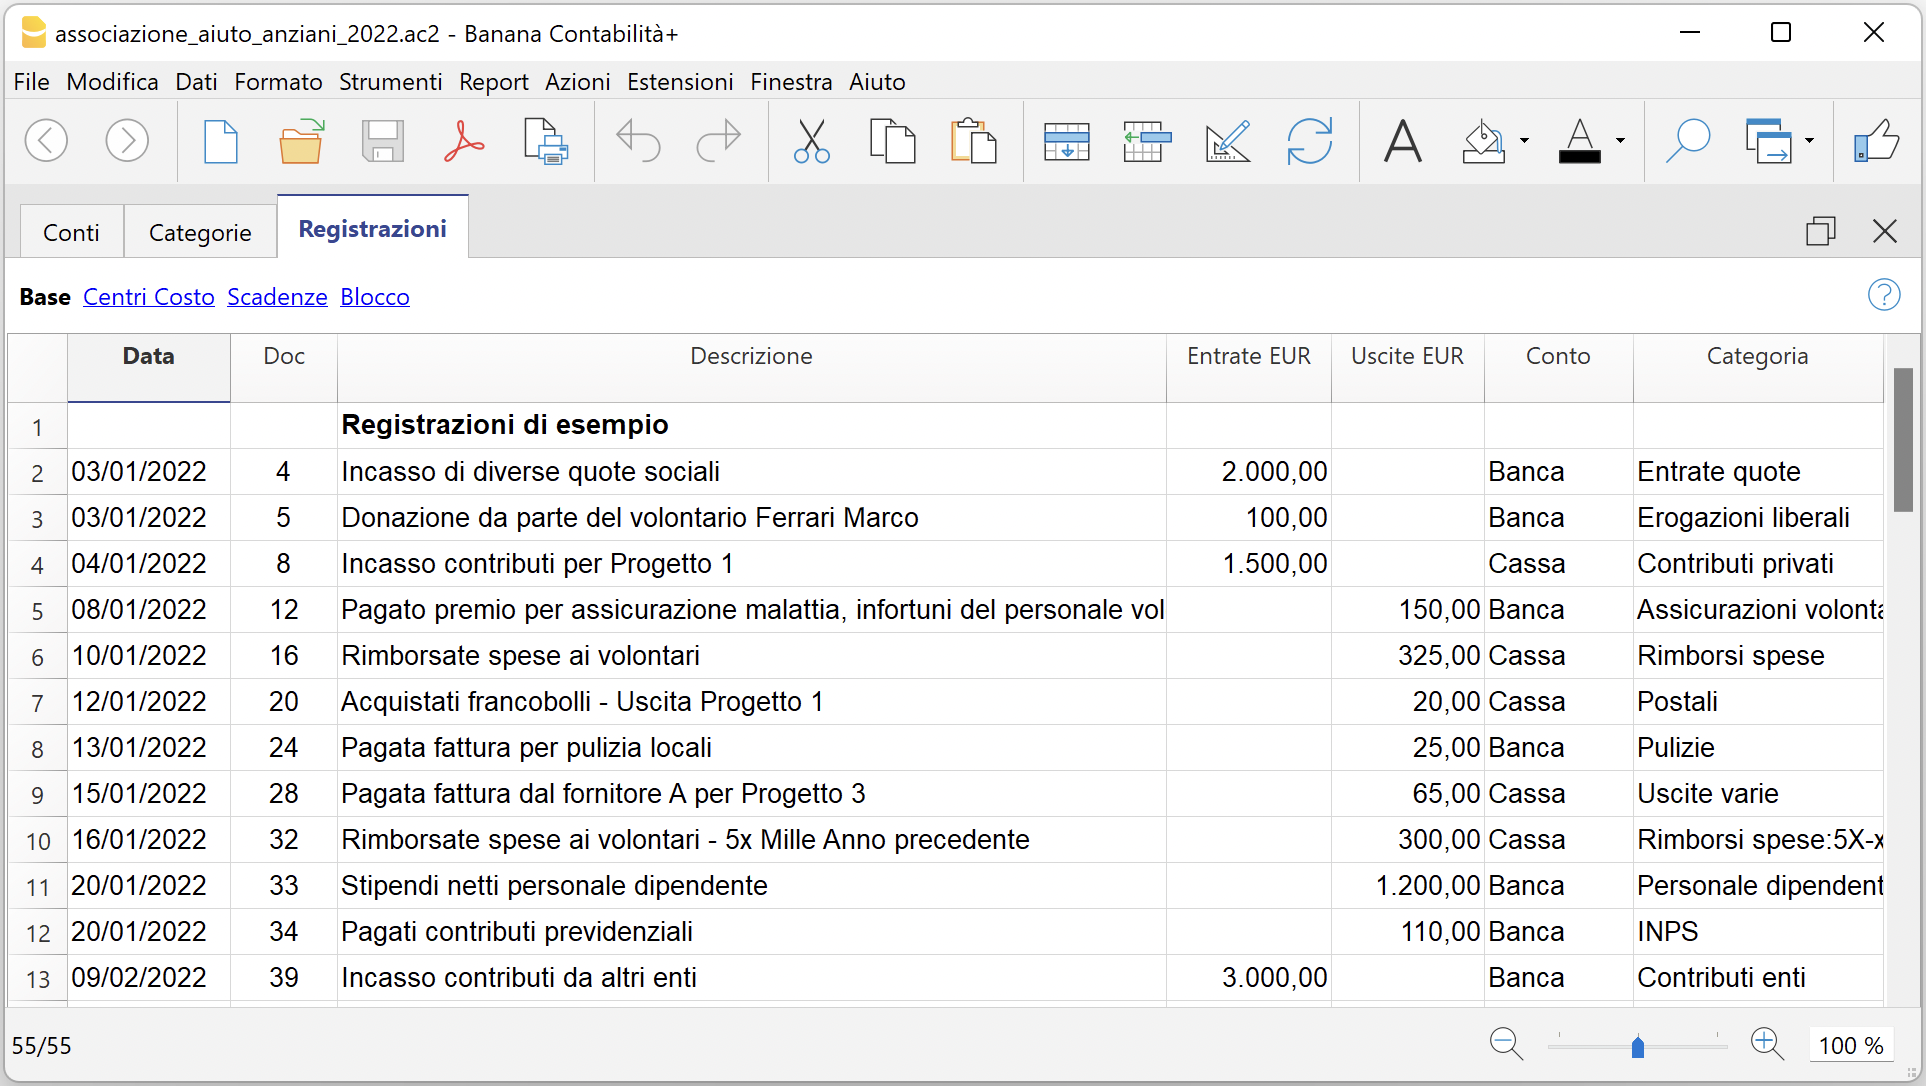 associazione_aiuto_anziani_2022.ac2 - Banana Contabilità+
File Modifica Dati Formato Strumenti Report Azioni Estensioni Finestra Aiuto
Conti Categorie Registrazioni
Base Centri Costo Scadenze Blocco
Data Doc Descrizione Entrate EUR Uscite EUR Conto Categoria
1 Registrazioni di esempio
2 03/01/2022 4 Incasso di diverse quote sociali 2.000,00 Banca Entrate quote
3 03/01/2022 5 Donazione da parte del volontario Ferrari Marco 100,00 Banca Erogazioni liberali
4 04/01/2022 8 Incasso contributi per Progetto 1 1.500,00 Cassa Contributi privati
5 08/01/2022 12 Pagato premio per assicurazione malattia, infortuni del personale vol 150,00 Banca Assicurazioni volonta
6 10/01/2022 16 Rimborsate spese ai volontari 325,00 Cassa Rimborsi spese
7 12/01/2022 20 Acquistati francobolli - Uscita Progetto 1 20,00 Cassa Postali
8 13/01/2022 24 Pagata fattura per pulizia locali 25,00 Banca Pulizie
9 15/01/2022 28 Pagata fattura dal fornitore A per Progetto 3 65,00 Cassa Uscite varie
10 16/01/2022 32 Rimborsate spese ai volontari - 5x Mille Anno precedente 300,00 Cassa Rimborsi spese:5X-x
11 20/01/2022 33 Stipendi netti personale dipendente 1.200,00 Banca Personale dipendent
12 20/01/2022 34 Pagati contributi previdenziali 110,00 Banca INPS
13 09/02/2022 39 Incasso contributi da altri enti 3.000,00 Banca Contributi enti
55/55 100 %